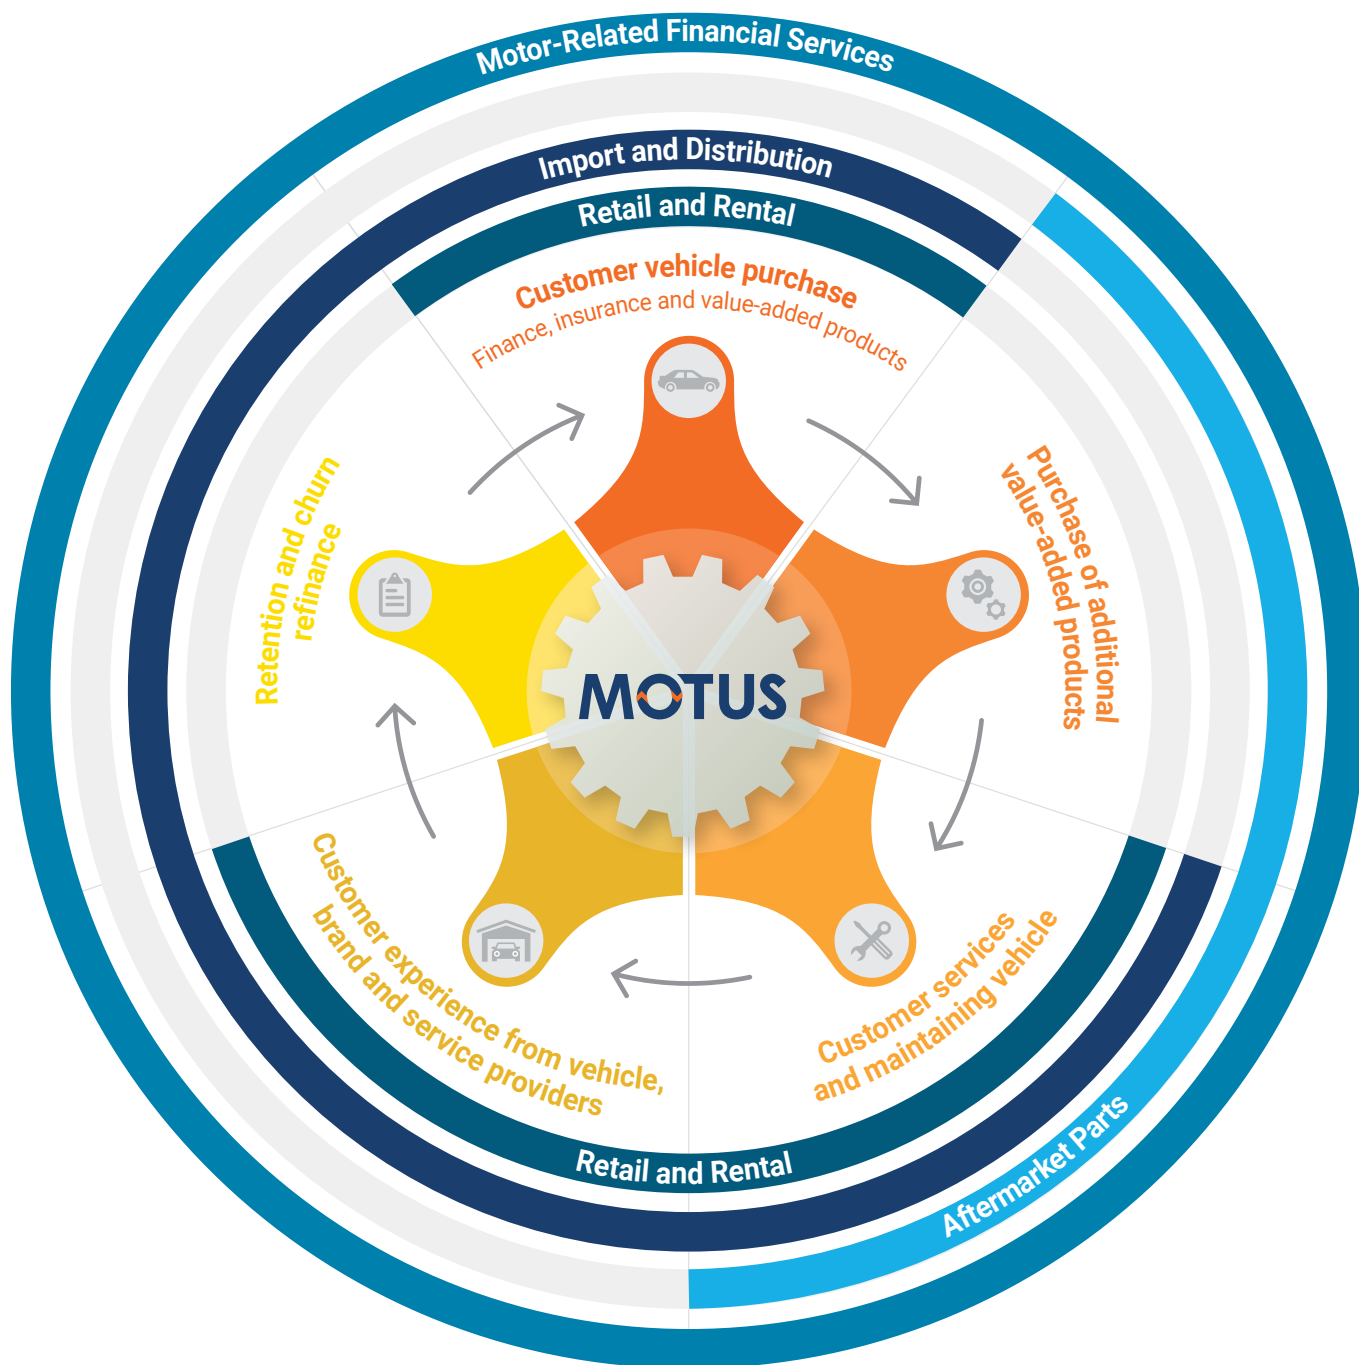 Motor-Related Financial Services
Import and Distribution
Retail and Rental
Customer vehicle purchase
Finance, insurance and value-added products
Purchase of additional
value-added products
Retention and churn
refinance
MOTUS
Customer services
and maintaining vehicle
Customer experience from vehicle,
brand and service providers
Retail and Rental
Aftermarket Parts